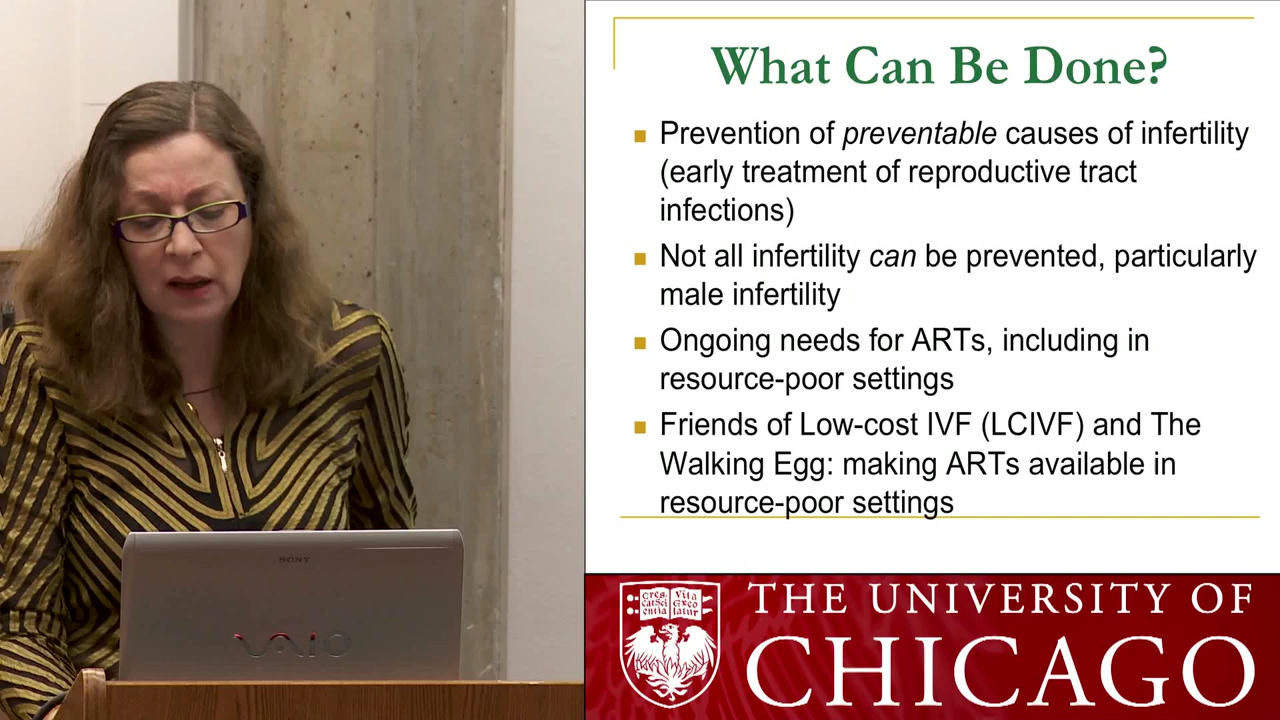 What Can Be Done?
Prevention of preventable causes of infertility
(early treatment of reproductive tract
infections)
Not all infertility can be prevented, particularly
male infertility
Ongoing needs for ARTs, including in
resource-poor settings
Friends of Low-cost IVF (LCIVF) and The
Walking Egg: making ARTs available in
resource-poor settings
SONY
VAIO
THE UNIVERSITY OF
CHICAGO